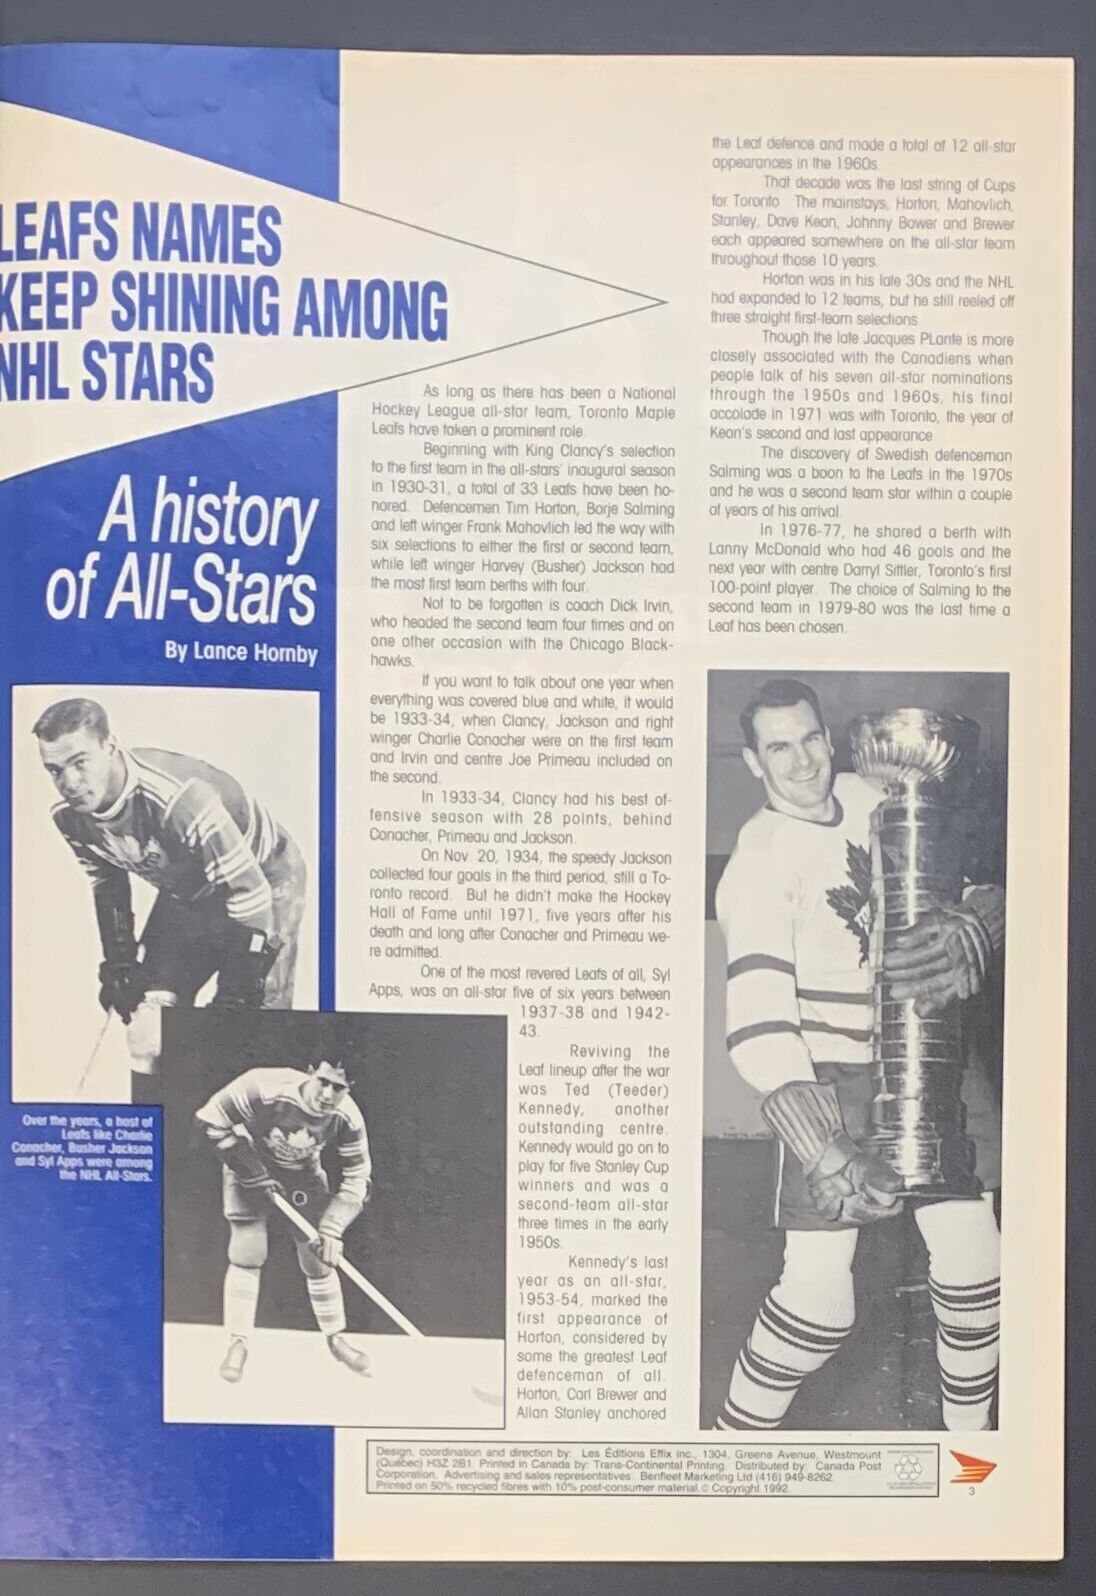 LEAFS NAMES
KEEP SHINING AMONG
NHL STARS
A history
of All-Stars
By Lance Hornby
Over the years, a host of
Leafs like Charlie
Conacher, Busher Jackson
and Syl Apps were among
the NHL All-Stars.
As long as there has been a National
Hockey League all-star team, Toronto Maple
Leafs have taken a prominent role.
Beginning with King Clancy's selection
to the first team in the all-stars' inaugural season
in 1930-31, a total of 33 Leafs have been ho-
nored. Defencemen Tim Horton, Borje Salming
and left winger Frank Mahovlich led the way with
six selections to either the first or second team,
while left winger Harvey (Busher) Jackson had
the most first team berths with four.
Not to be forgotten is coach Dick Irvin,
who headed the second team four times and on
one other occasion with the Chicago Black-
hawks.
If you want to talk about one year when
everything was covered blue and white, it would
be 1933-34, when Clancy, Jackson and right
winger Charlie Conacher were on the first team
and Irvin and centre Joe Primeau included on
the second.
In 1933-34, Clancy had his best of-
fensive season with 28 points, behind
Conacher, Primeau and Jackson.
On Nov. 20, 1934, the speedy Jackson
collected four goals in the third period, still a To-
ronto record. But he didn't make the Hockey
Hall of Fame until 1971, five years after his
death and long after Conacher and Primeau we-
re admitted.
One of the most revered Leafs of all, Syl
Apps, was an all-star five of six years between
1937-38 and 1942-
43.
Reviving the
Leaf lineup after the war
was Ted (Teeder)
Kennedy, another
outstanding centre.
Kennedy would go on to
play for five Stanley Cup
winners and was a
second-team all-star
three times in the early
1950s.
Kennedy's last
year as an all-star,
1953-54, marked the
first appearance of
Horton, considered by
some the greatest Leaf
defenceman of all.
Horton, Carl Brewer and
Allan Stanley anchored
the Leaf defence and made a total of 12 all-star
appearances in the 1960s.
That decade was the last string of Cups
for Toronto. The mainstays, Horton, Mahovlich,
Stanley, Dave Keon, Johnny Bower and Brewer
each appeared somewhere on the all-star team
throughout those 10 years.
Horton was in his late 30s and the NHL
had expanded to 12 teams, but he still reeled off
three straight first-team selections.
Though the late Jacques PLante is more
closely associated with the Canadiens when
people talk of his seven all-star nominations
through the 1950s and 1960s, his final
accolade in 1971 was with Toronto, the year of
Keon's second and last appearance.
The discovery of Swedish defenceman
Salming was a boon to the Leafs in the 1970s
and he was a second team star within a couple
of years of his arrival.
In 1976-77, he shared a berth with
Lanny McDonald who had 46 goals and the
next year with centre Darryl Sittler, Toronto's first
100-point player. The choice of Salming to the
second team in 1979-80 was the last time a
Leaf has been chosen.
Design, coordination and direction by: Les Éditions Effix inc., 1304, Greene Avenue, Westmount
(Québec) H3Z 2B1. Printed in Canada by: Trans-Continental Printing. Distributed by: Canada Post
Corporation. Advertising and sales representatives: Benfleet Marketing Ltd (416) 949-8262.
Printed on 50% recycled fibres with 10% post-consumer material. © Copyright 1992.
3